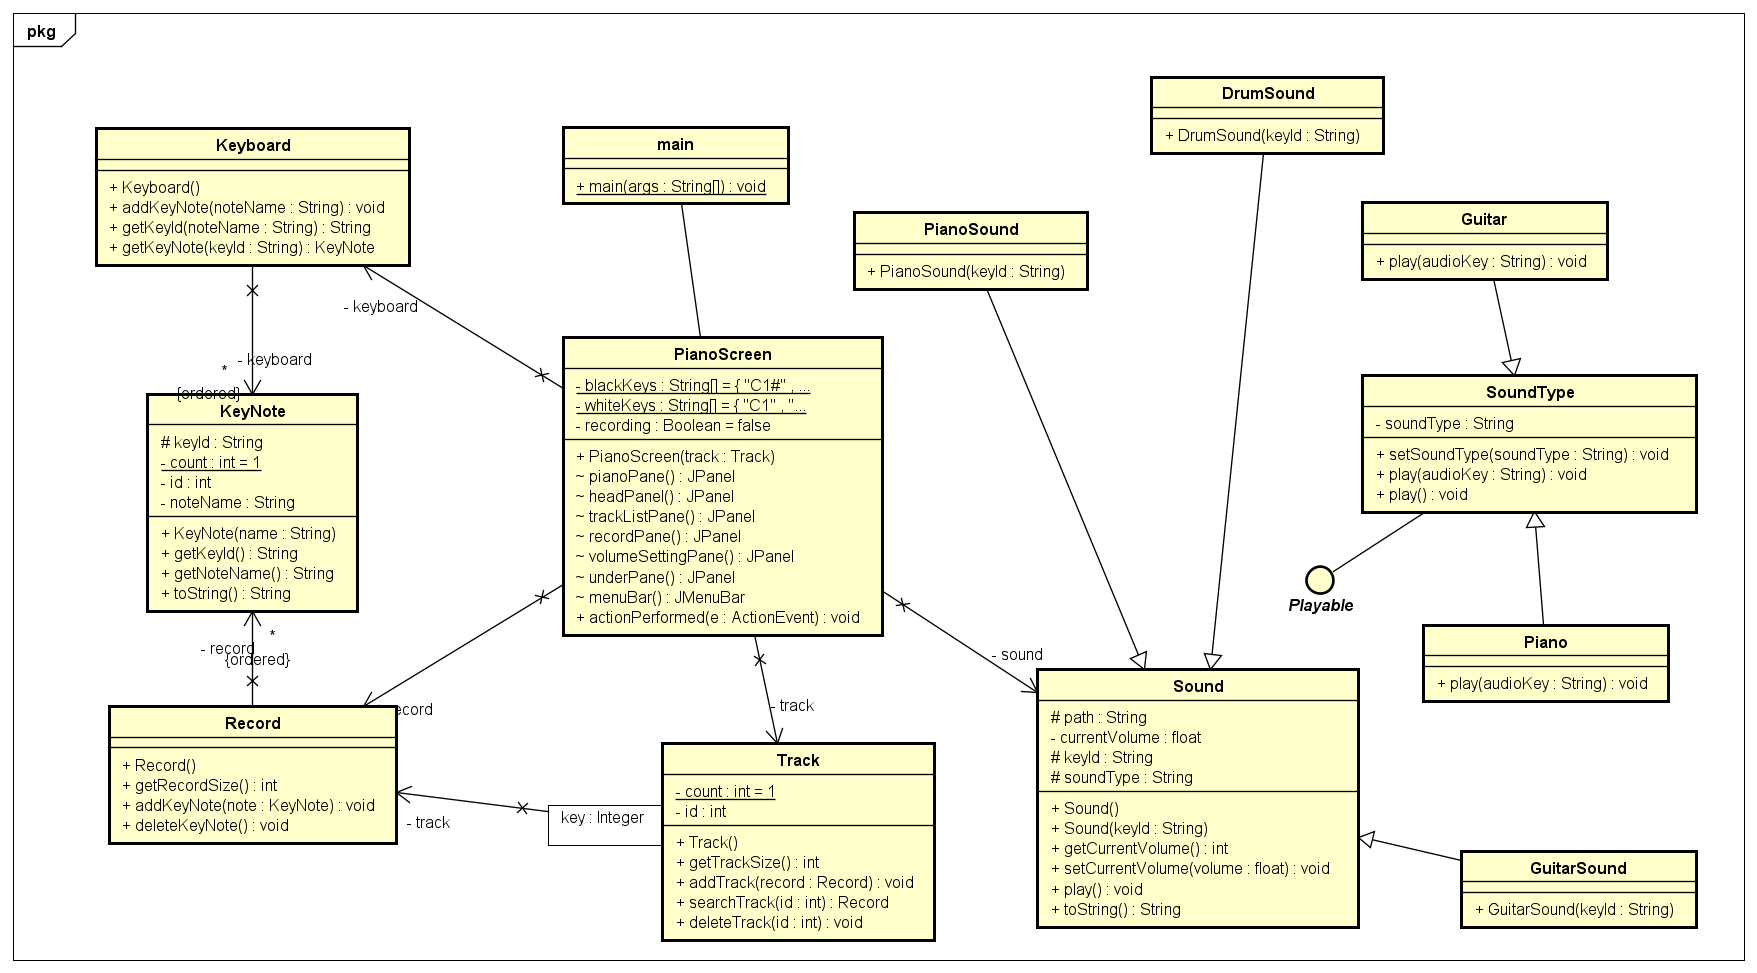 pkg
Keyboard
+ Keyboard()
+ addKeyNote(noteName : String) : void
+ getKeyId(noteName : String) : String
+ getKeyNote(keyId : String) : KeyNote
main
+ main(args : String[]) : void
PianoSound
+ PianoSound(keyId : String)
DrumSound
+ DrumSound(keyId : String)
Guitar
+ play(audioKey : String) : void
- keyboard
- keyboard
*
{ordered}
KeyNote
# keyId : String
- count : int = 1
- id : int
- noteName : String
+ KeyNote(name : String)
+ getKeyId() : String
+ getNoteName() : String
+ toString() : String
PianoScreen
- blackKeys : String[] = { "C1#" , ...
- whiteKeys : String[] = { "C1" , "...
- recording : Boolean = false
+ PianoScreen(track : Track)
~ pianoPane() : JPanel
~ headPanel() : JPanel
~ trackListPane() : JPanel
~ recordPane() : JPanel
~ volumeSettingPane() : JPanel
~ underPane() : JPanel
~ menuBar() : JMenuBar
+ actionPerformed(e : ActionEvent) : void
SoundType
- soundType : String
+ setSoundType(soundType : String) : void
+ play(audioKey : String) : void
+ play() : void
Playable
Piano
+ play(audioKey : String) : void
*
- record
{ordered}
- sound
ecord
- track
Record
+ Record()
+ getRecordSize() : int
+ addKeyNote(note : KeyNote) : void
+ deleteKeyNote() : void
- track
key : Integer
Track
- count : int = 1
- id : int
+ Track()
+ getTrackSize() : int
+ addTrack(record : Record) : void
+ searchTrack(id : int) : Record
+ deleteTrack(id : int) : void
Sound
# path : String
- currentVolume : float
# keyId : String
# soundType : String
+ Sound()
+ Sound(keyId : String)
+ getCurrentVolume() : int
+ setCurrentVolume(volume : float) : void
+ play() : void
+ toString() : String
GuitarSound
+ GuitarSound(keyId : String)